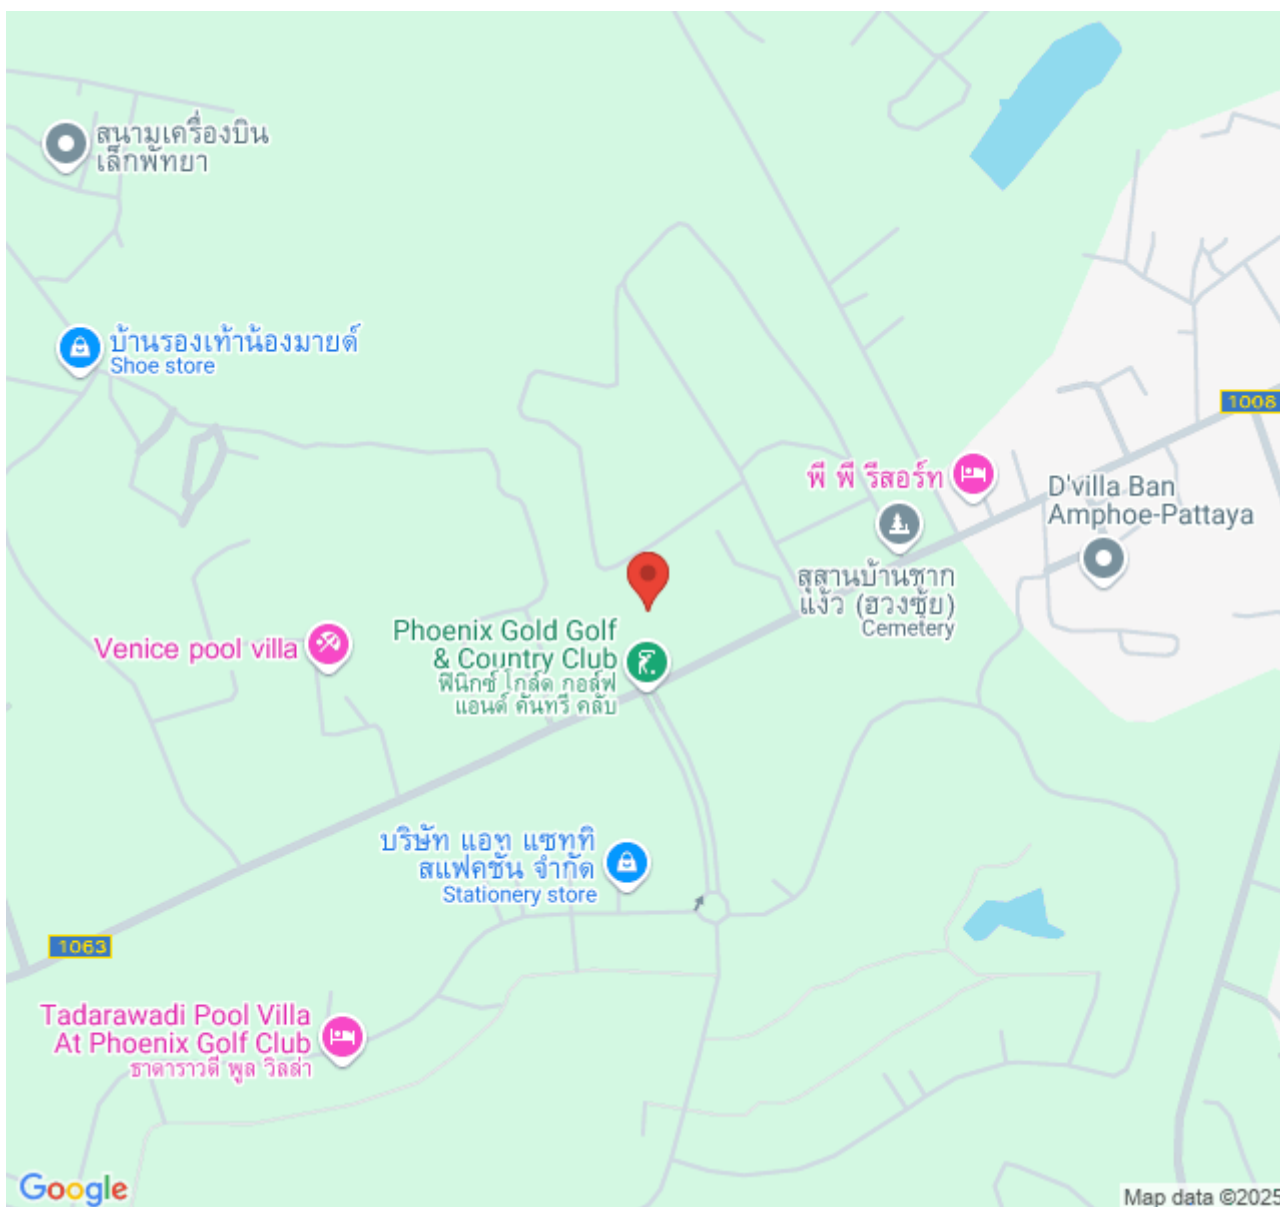 สนามเครื่องบิน
เล็กพัทยา
บ้านรองเท้าน้องมายด์
Shoe store
1008
พี พี รีสอร์ท
D'villa Ban
Amphoe-Pattaya
สุสานบ้านชาก
แง้ว (ฮวงซุ้ย)
Cemetery
Phoenix Gold Golf
& Country Club
ฟินิกซ์ โกล์ด กอล์ฟ
แอนด์ คันทรี คลับ
Venice pool villa
บริษัท แอท แซทที
สแฟคชั่น จำกัด
Stationery store
1063
Tadarawadi Pool Villa
At Phoenix Golf Club
ธาดาราวดี พูล วิลล่า
Google
Map data ©2025